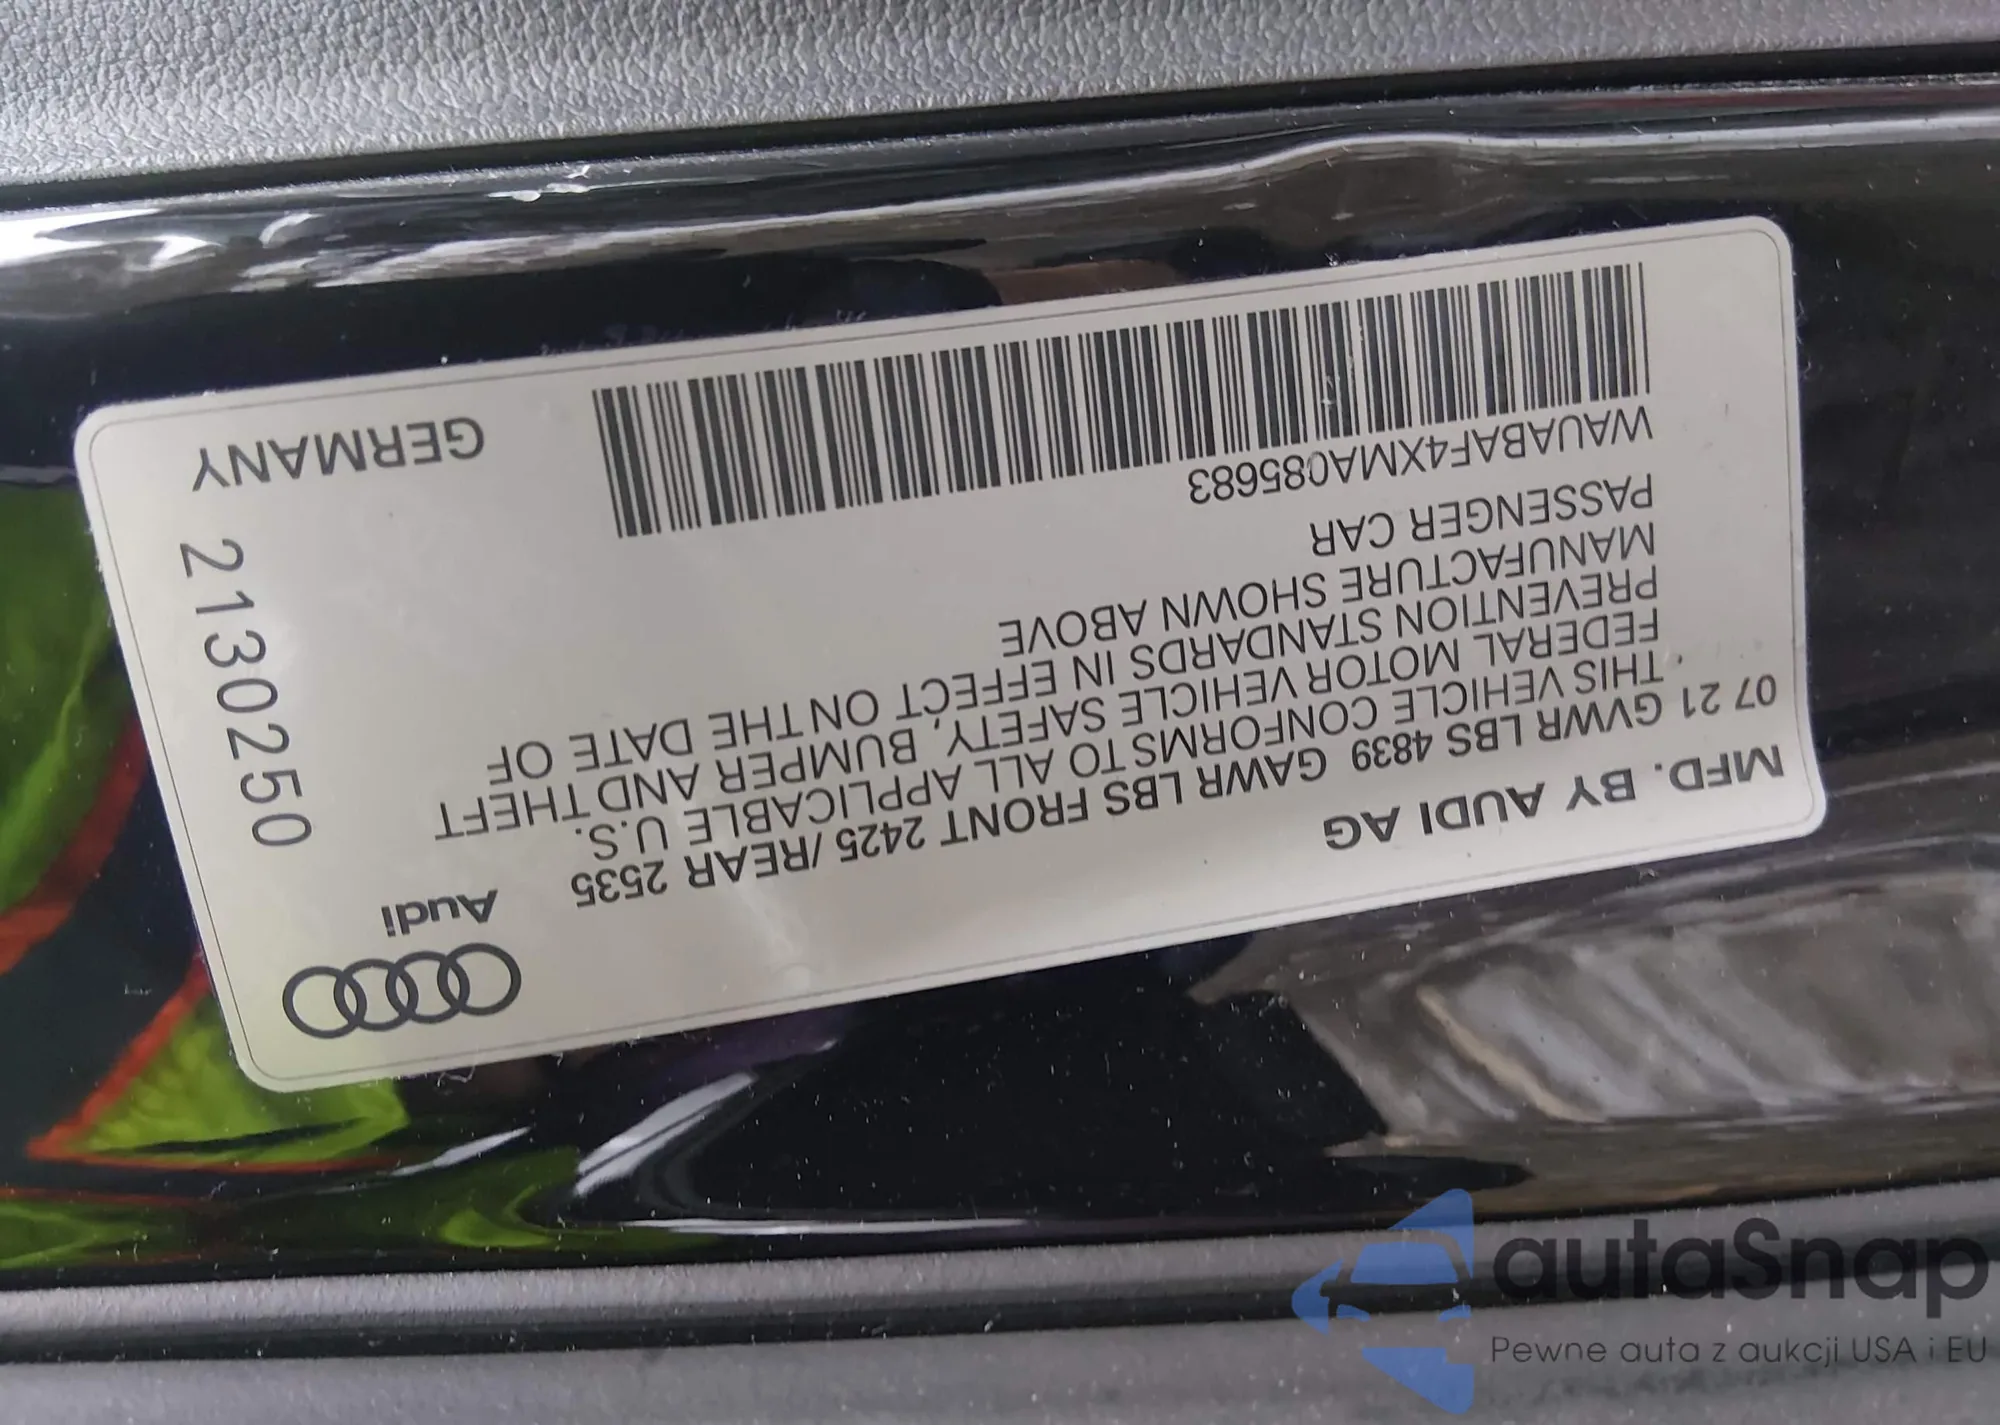 MFD. BY AUDI AG
07 21 GVWR LBS 4839 GAWR LBS FRONT 2425 /REAR 2535
THIS VEHICLE CONFORMS TO ALL APPLICABLE U.S.
FEDERAL MOTOR VEHICLE SAFETY, BUMPER AND THEFT
PREVENTION STANDARDS IN EFFECT ON THE DATE OF
MANUFACTURE SHOWN ABOVE
PASSENGER CAR
WAUABAF4XMA085683
Audi
2130250
GERMANY
autaSnap
Pewne auta z aukcji USA i EU